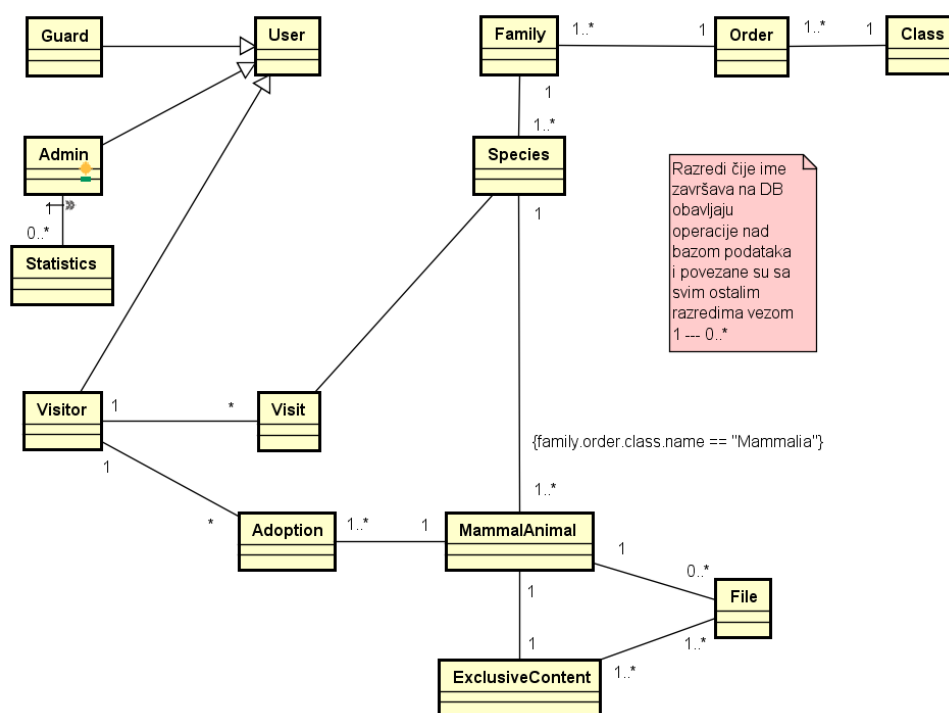 Guard
User
Family
1..*
1
Order
1..*
1
Class
1
1..*
Admin
Species
1
1
0..*
Statistics
Razredi čije ime
završava na DB
obavljaju
operacije nad
bazom podataka
i povezane su sa
svim ostalim
razredima vezom
1 --- 0..*
Visitor
1
*
Visit
{family.order.class.name == "Mammalia"}
1
1..*
*
Adoption
1..*
1
MammalAnimal
1
0..*
1
File
1
1..*
1..*
ExclusiveContent